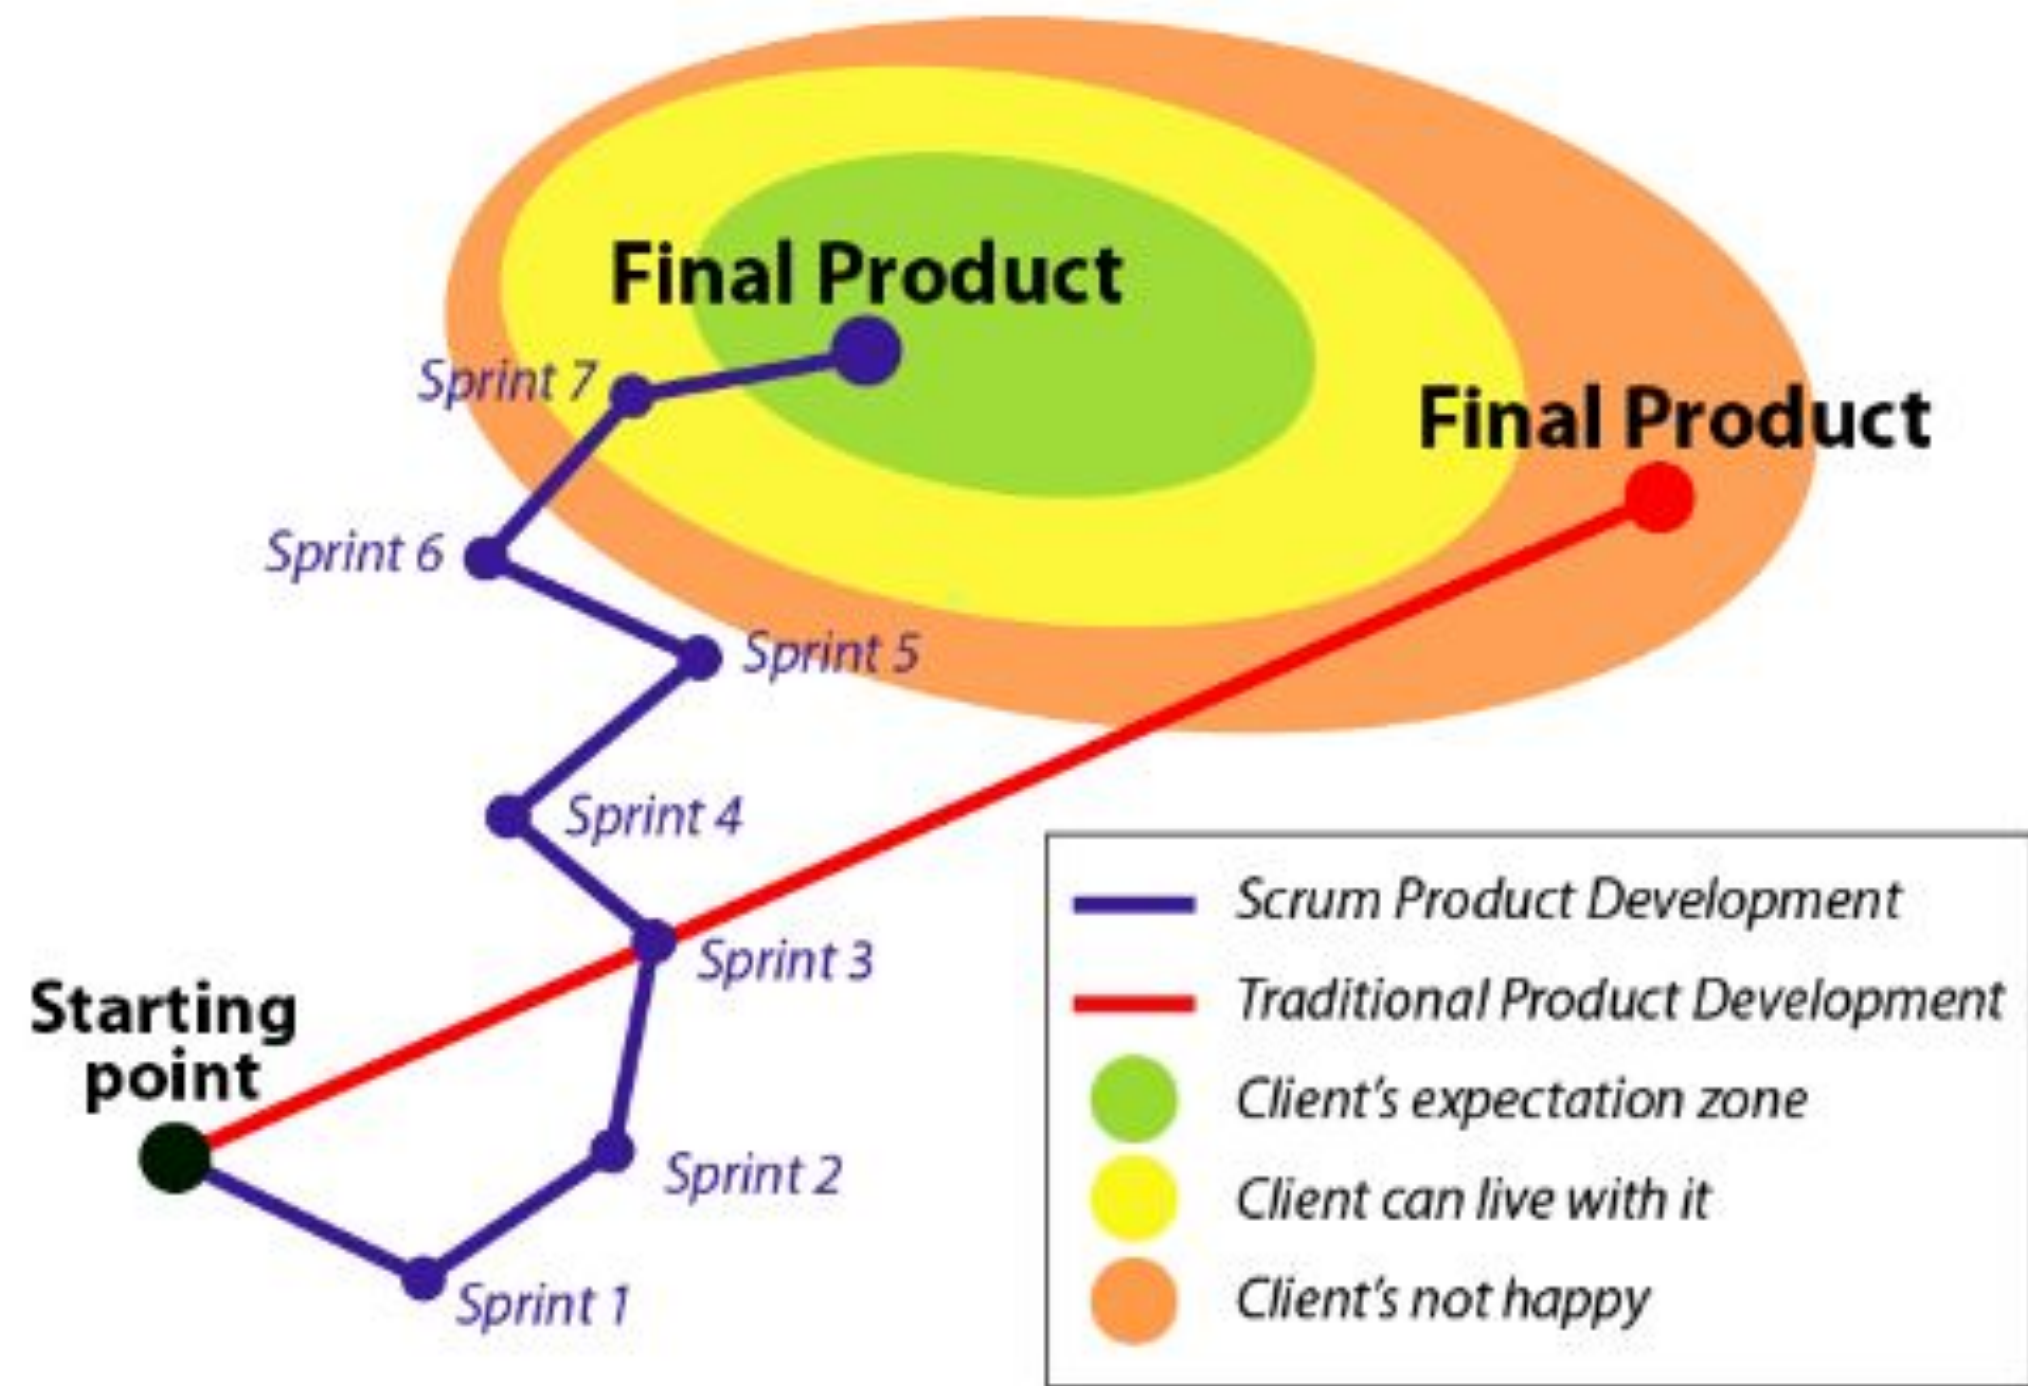 Final Product
Sprint 7
Final Product
Sprint 6
Sprint 5
Sprint 4
Sprint 3
Starting
point
Sprint 2
Sprint 1
Scrum Product Development
Traditional Product Development
Client's expectation zone
Client can live with it
Client's not happy